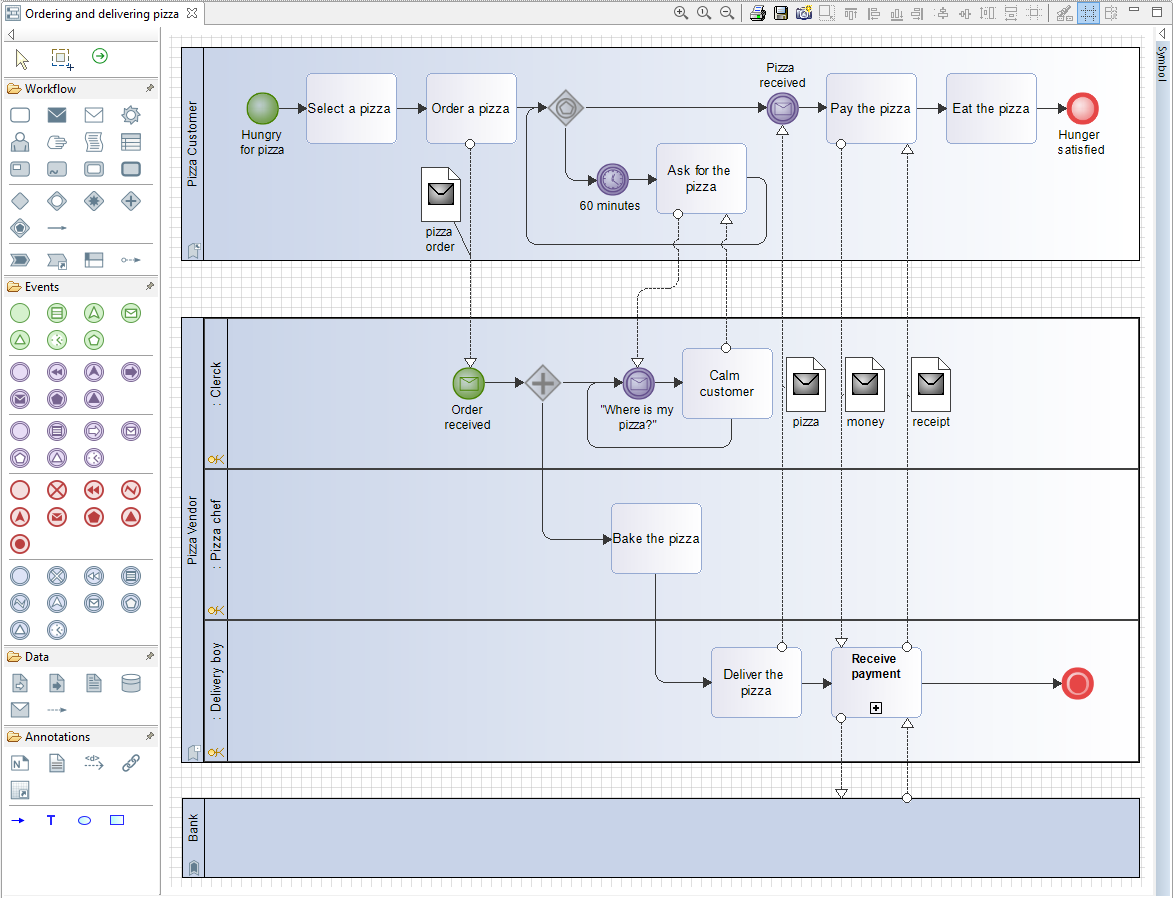 Ordering and delivering pizza
Workflow
Events
Data
Annotations
N
<d>
T
Symbol
Pizza Customer
Hungry
for pizza
Select a pizza
Order a pizza
pizza
order
60 minutes
Ask for the
pizza
Pizza
received
Pay the pizza
Eat the pizza
Hunger
satisfied
Pizza Vendor
: Clerck
Order
received
"Where is my
pizza?"
Calm
customer
pizza
money
receipt
: Pizza chef
Bake the pizza
: Delivery boy
Deliver the
pizza
Receive
payment
Bank